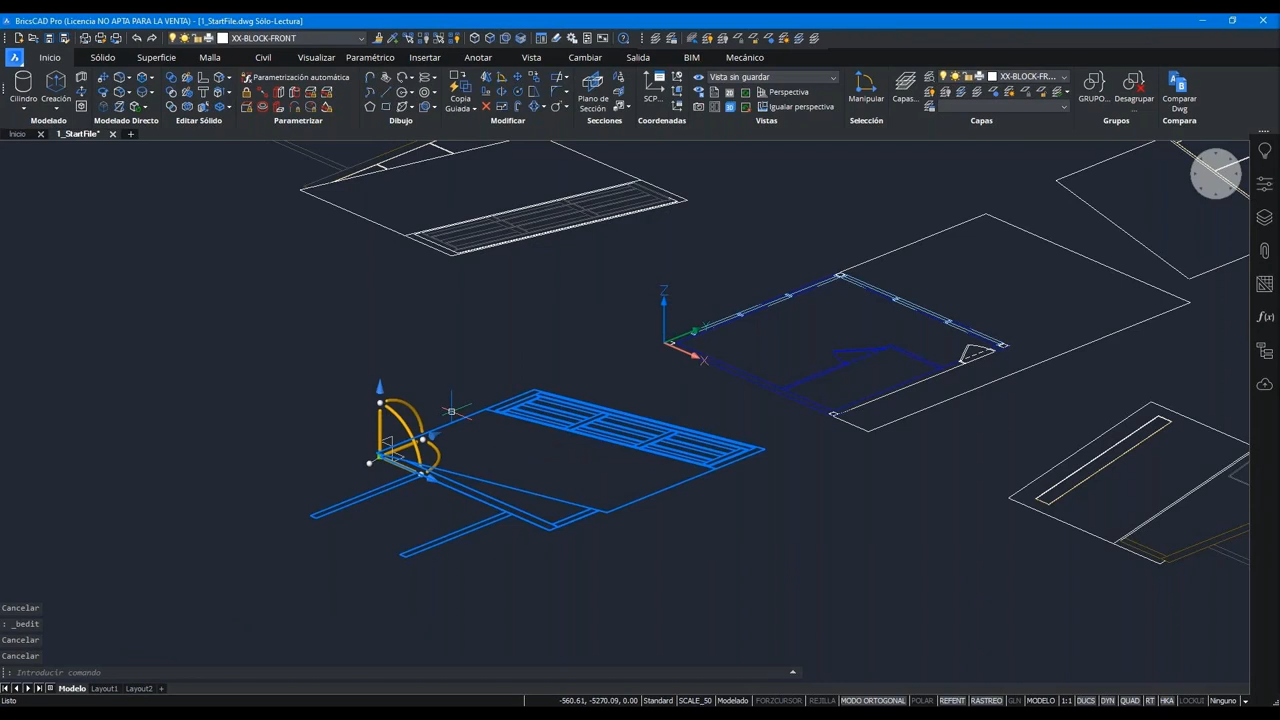 BricsCAD Pro (Licencia NO APTA PARA LA VENTA) - [1_StartFile.dwg Sólo-Lectura]
XX-BLOCK-FRONT
Inicio Sólido Superficie Malla Civil Visualizar Paramétrico Insertar Anotar Vista Cambiar Salida BIM Mecánico
Parametrización automática
Vista sin guardar
XX-BLOCK-FR...
Cilindro Creación Copia Guiada Plano de Sección SCP... Perspectiva Igualar perspectiva Manipular Capas... GRUPO... Desagrupar ... Comparar Dwg
Modelado Modelado Directo Editar Sólido Parametrizar Dibujo Modificar Secciones Coordenadas Vistas Selección Capas Grupos Compara
Inicio 1_StartFile*
Z
Y
X
f(x)
Cancelar
: _bedit
Cancelar
Cancelar
: Introducir comando
Modelo Layout1 Layout2
Listo -560.61, -5270.09, 0.00 Standard SCALE_50 Modelado FORZCURSOR REJILLA MODO ORTOGONAL POLAR REFENT RASTREO GLN MODELO 1:1 DUCS DYN QUAD RT HKA LOCKUI Ninguno